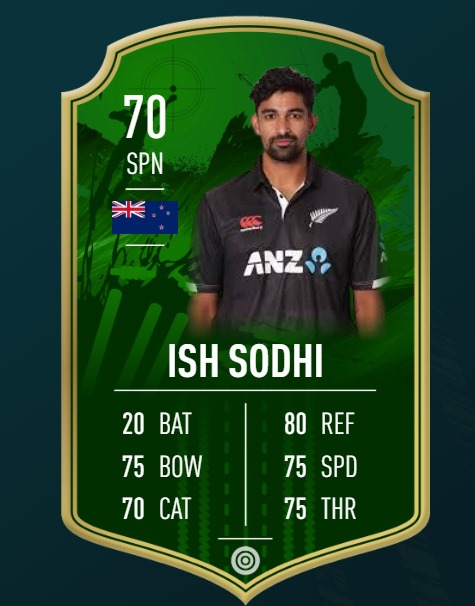 70
SPN
ANZ
ISH SODHI
20 BAT
80 REF
75 BOW
75 SPD
70 CAT
75 THR